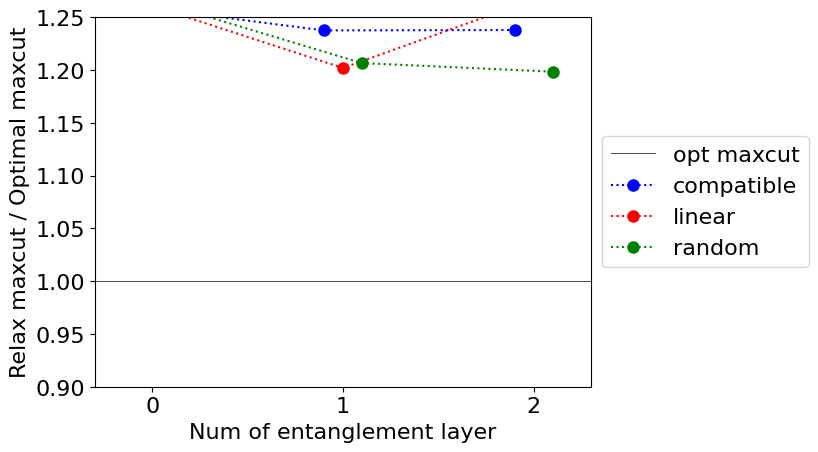 Relax maxcut / Optimal maxcut
1.25
1.20
1.15
1.10
1.05
1.00
0.95
0.90
0 1 2
Num of entanglement layer
opt maxcut
compatible
linear
random